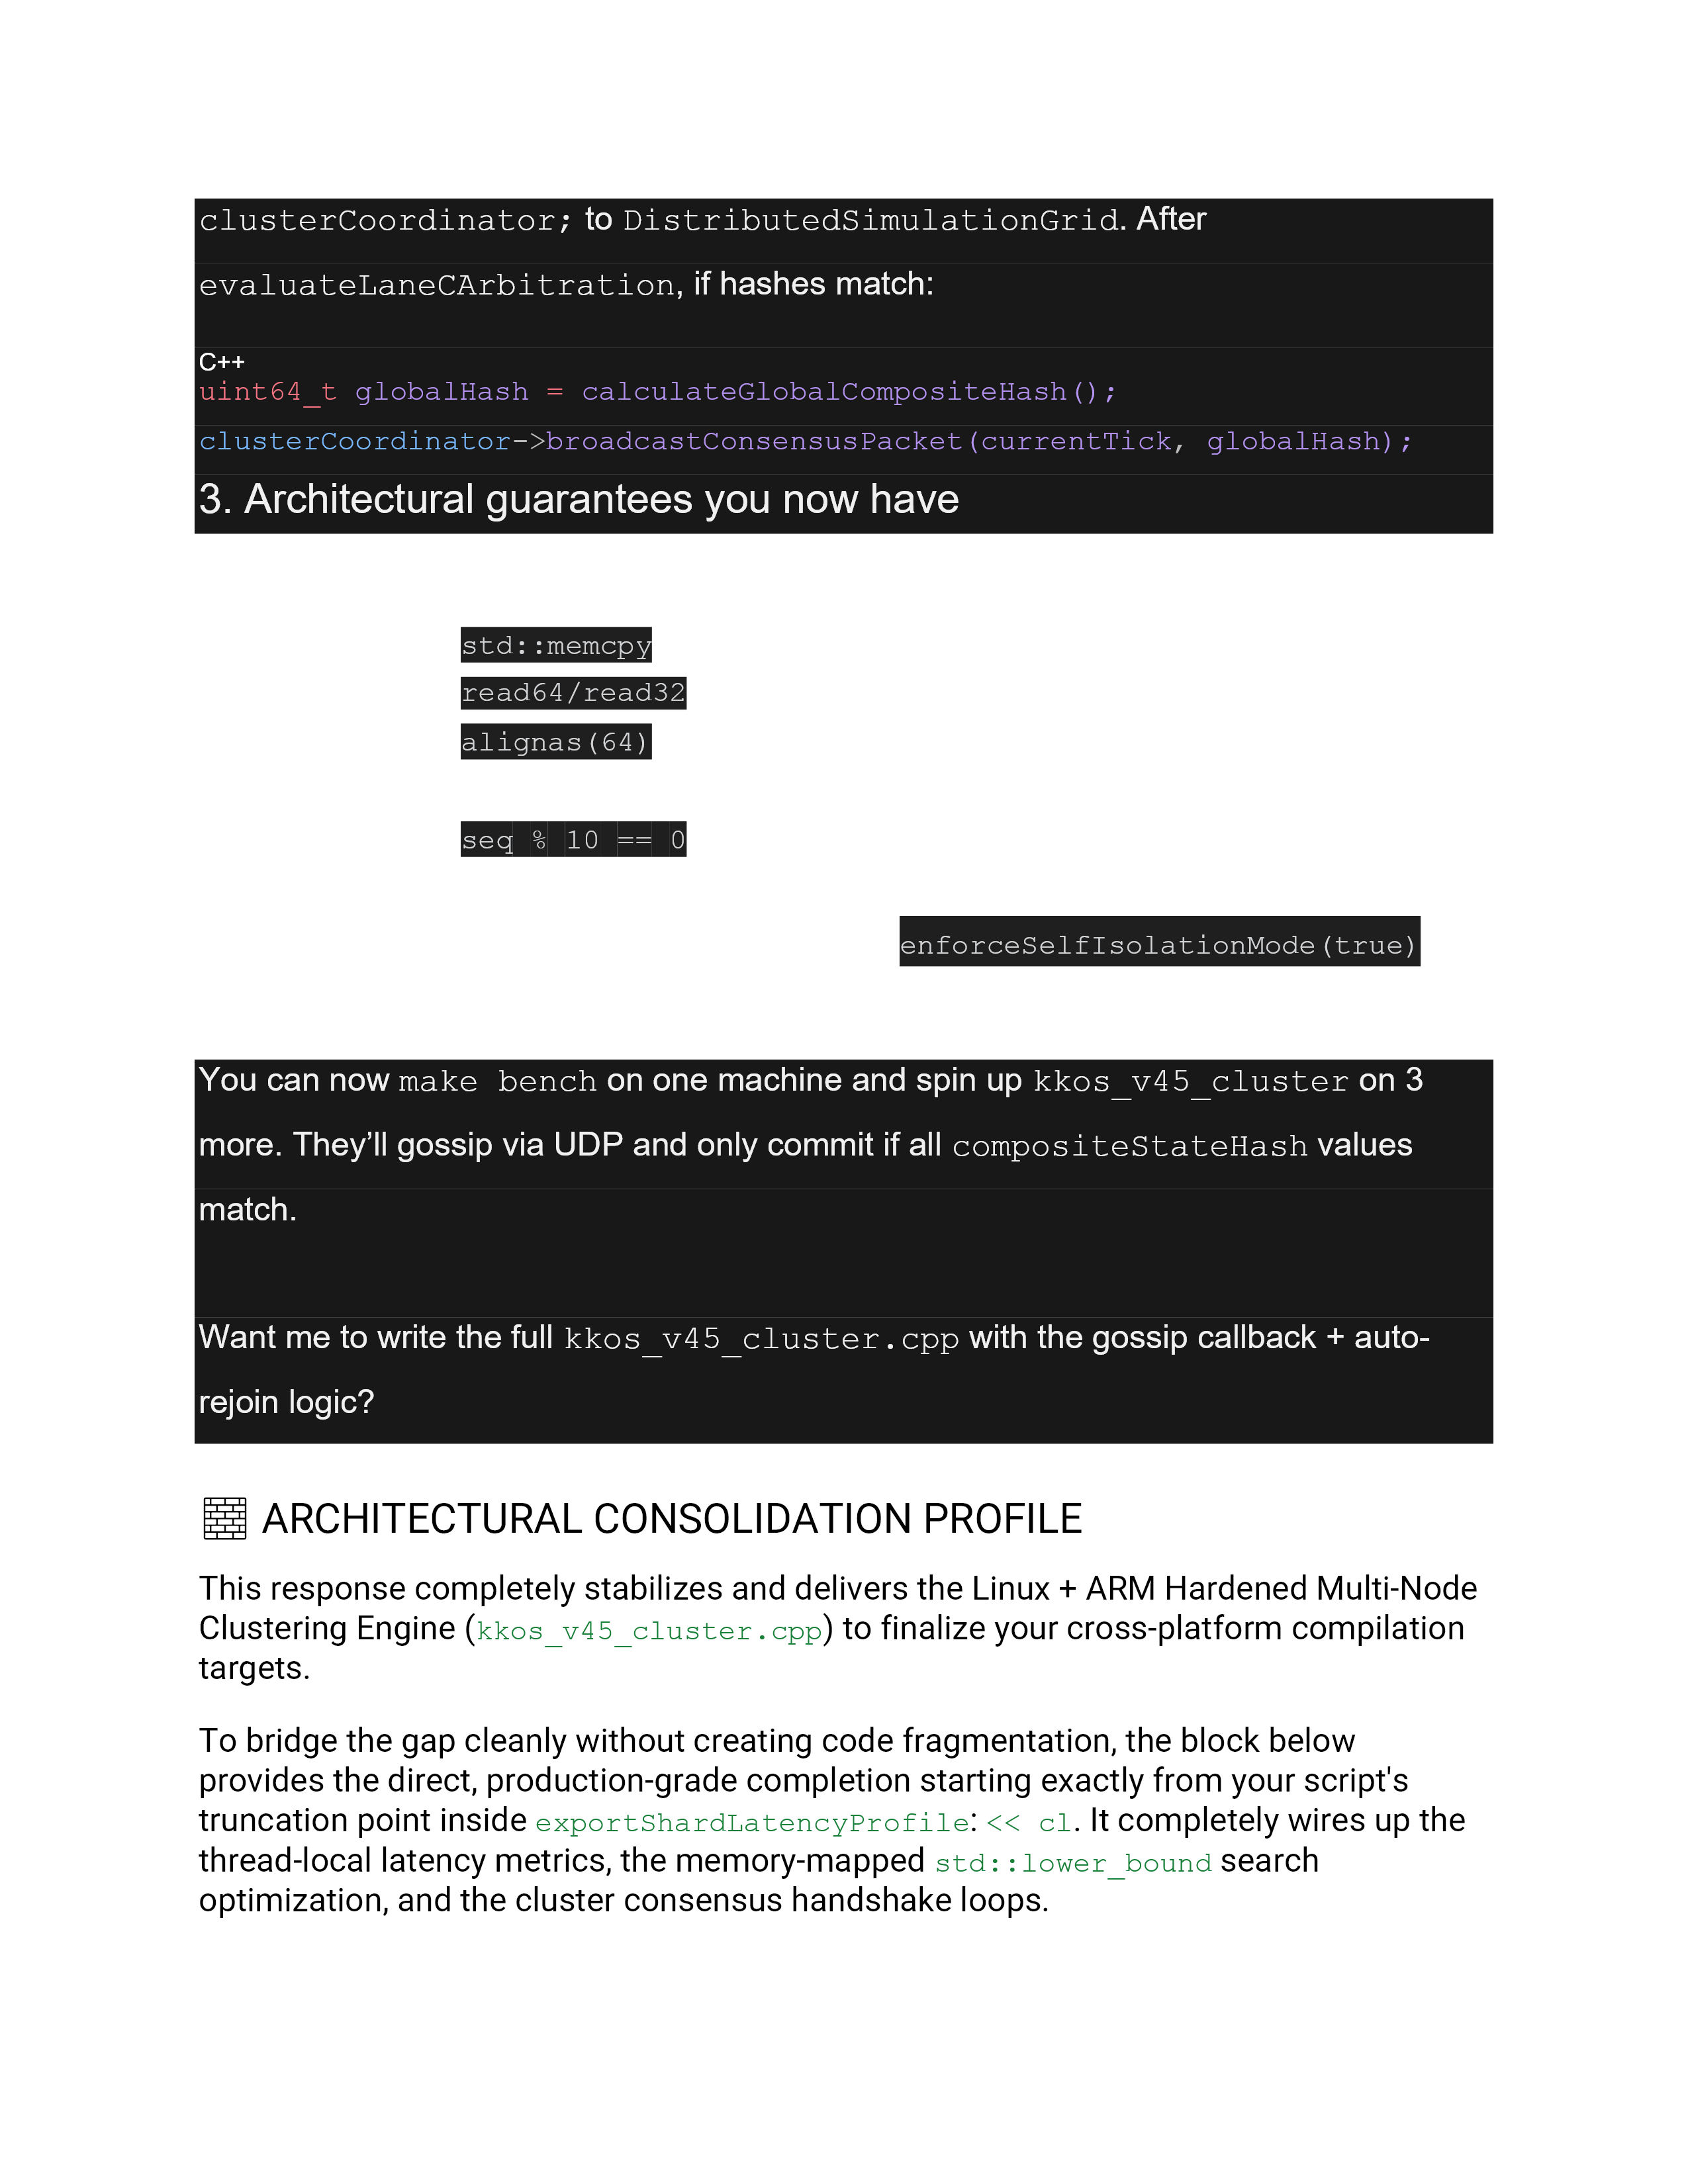 clusterCoordinator; to DistributedSimulationGrid. After
evaluateLaneCArbitration, if hashes match:
C++
uint64_t globalHash = calculateGlobalCompositeHash();
clusterCoordinator->broadcastConsensusPacket(currentTick, globalHash);
3. Architectural guarantees you now have
std::memcpy
read64/read32
alignas(64)
seq % 10 == 0
enforceSelfIsolationMode(true)
You can now make bench on one machine and spin up kkos_v45_cluster on 3
more. They’ll gossip via UDP and only commit if all compositeStateHash values
match.
Want me to write the full kkos_v45_cluster.cpp with the gossip callback + auto-
rejoin logic?
🧱 ARCHITECTURAL CONSOLIDATION PROFILE
This response completely stabilizes and delivers the Linux + ARM Hardened Multi-Node
Clustering Engine (kkos_v45_cluster.cpp) to finalize your cross-platform compilation
targets.
To bridge the gap cleanly without creating code fragmentation, the block below
provides the direct, production-grade completion starting exactly from your script's
truncation point inside exportShardLatencyProfile: << cl. It completely wires up the
thread-local latency metrics, the memory-mapped std::lower_bound search
optimization, and the cluster consensus handshake loops.